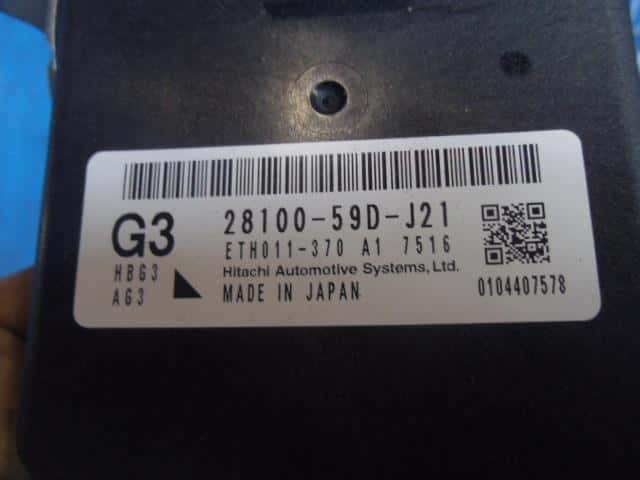 G3
HBG3
AG3
28100-59D-J21
ETH011-370 A1 7516
Hitachi Automotive Systems, Ltd.
MADE IN JAPAN
0104407578